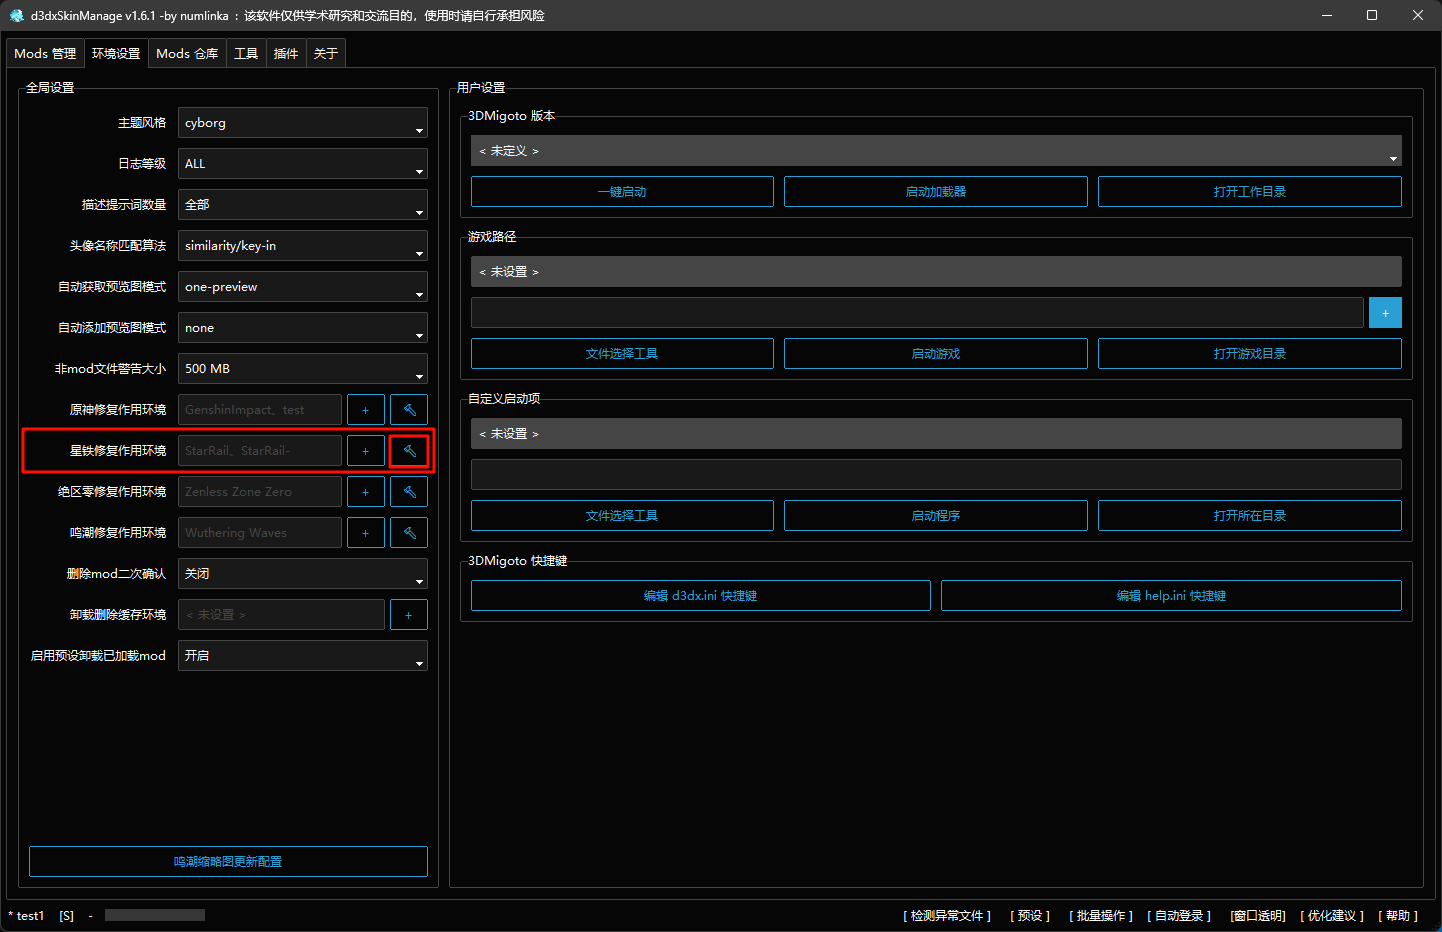 d3dxSkinManage v1.6.1 -by numlinka ：该软件仅供学术研究和交流目的，使用时请自行承担风险
Mods 管理
环境设置
Mods 仓库
工具
插件
关于
全局设置
主题风格
cyborg
日志等级
ALL
描述提示词数量
全部
头像名称匹配算法
similarity/key-in
自动获取预览图模式
one-preview
自动添加预览图模式
none
非mod文件警告大小
500 MB
原神修复作用环境
GenshinImpact、test
+
星铁修复作用环境
StarRail、StarRail-
+
绝区零修复作用环境
Zenless Zone Zero
+
鸣潮修复作用环境
Wuthering Waves
+
删除mod二次确认
关闭
卸载删除缓存环境
< 未设置 >
+
启用预设卸载已加载mod
开启
鸣潮缩略图更新配置
用户设置
3DMigoto 版本
< 未定义 >
一键启动
启动加载器
打开工作目录
游戏路径
< 未设置 >
+
文件选择工具
启动游戏
打开游戏目录
自定义启动项
< 未设置 >
文件选择工具
启动程序
打开所在目录
3DMigoto 快捷键
编辑 d3dx.ini 快捷键
编辑 help.ini 快捷键
* test1
[S]
-
[ 检测异常文件 ]
[ 预设 ]
[ 批量操作 ]
[ 自动登录 ]
[窗口透明]
[ 优化建议 ]
[ 帮助 ]